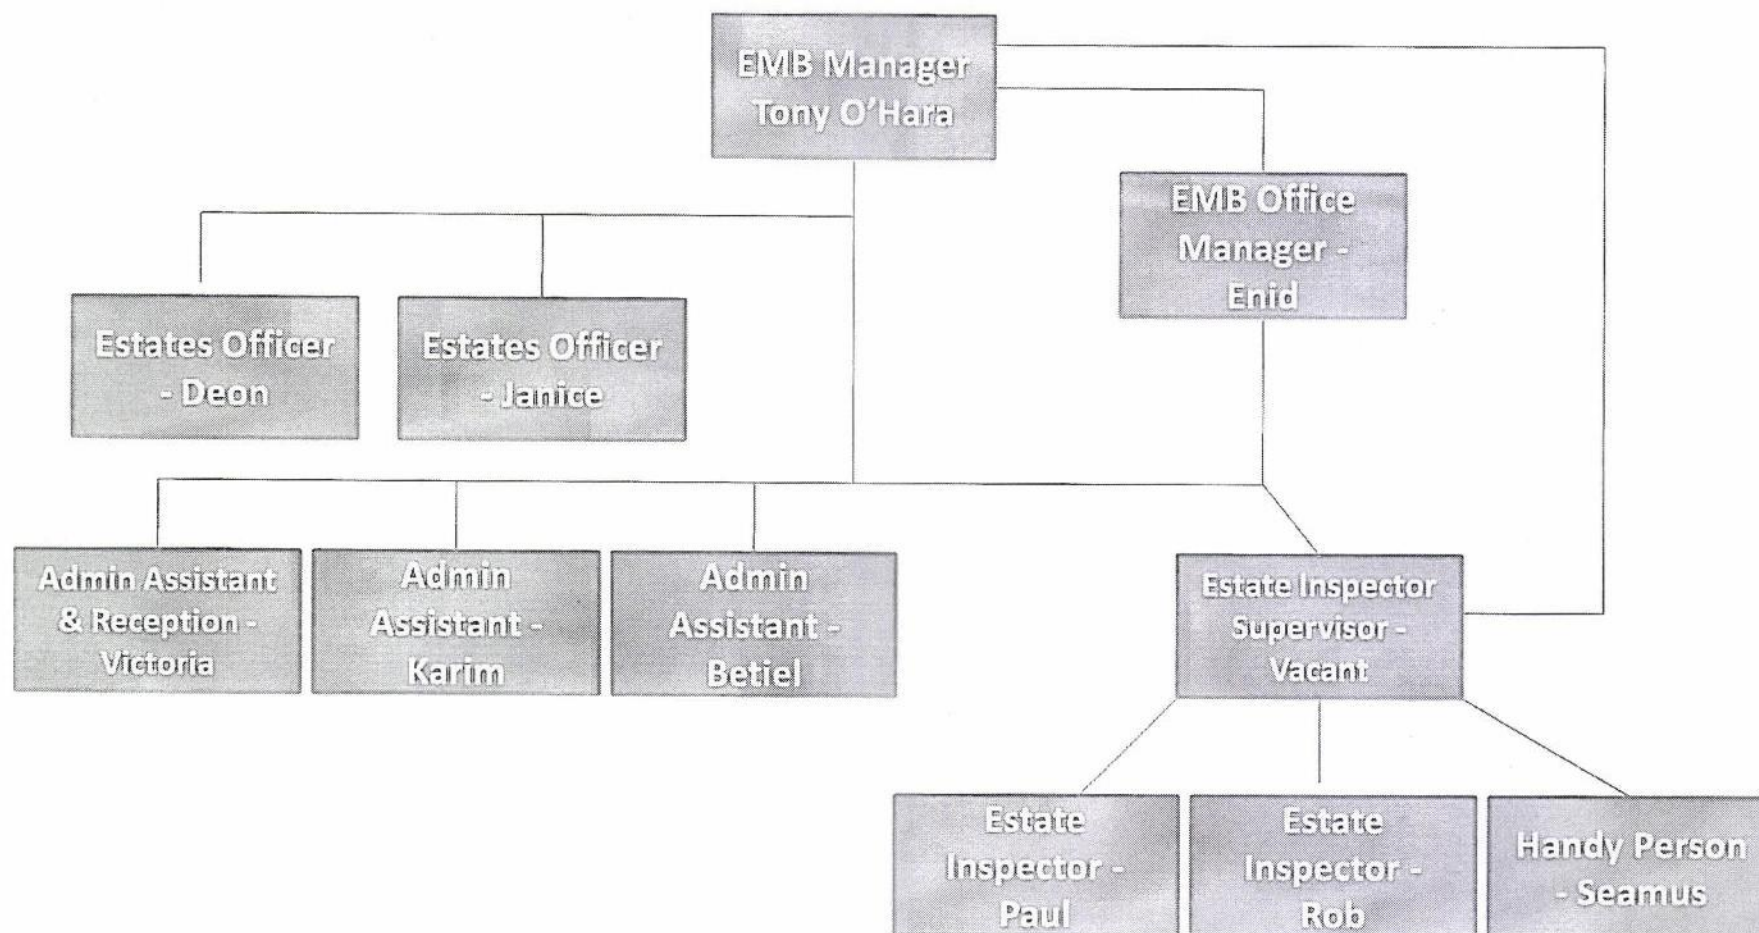 EMB Manager
Tony O'Hara
EMB Office
Manager -
Enid
Estates Officer
- Deon
Estates Officer
- Janice
Admin Assistant
& Reception -
Victoria
Admin
Assistant -
Karim
Admin
Assistant -
Betiel
Estate Inspector
Supervisor -
Vacant
Estate
Inspector -
Paul
Estate
Inspector -
Rob
Handy Person
- Seamus